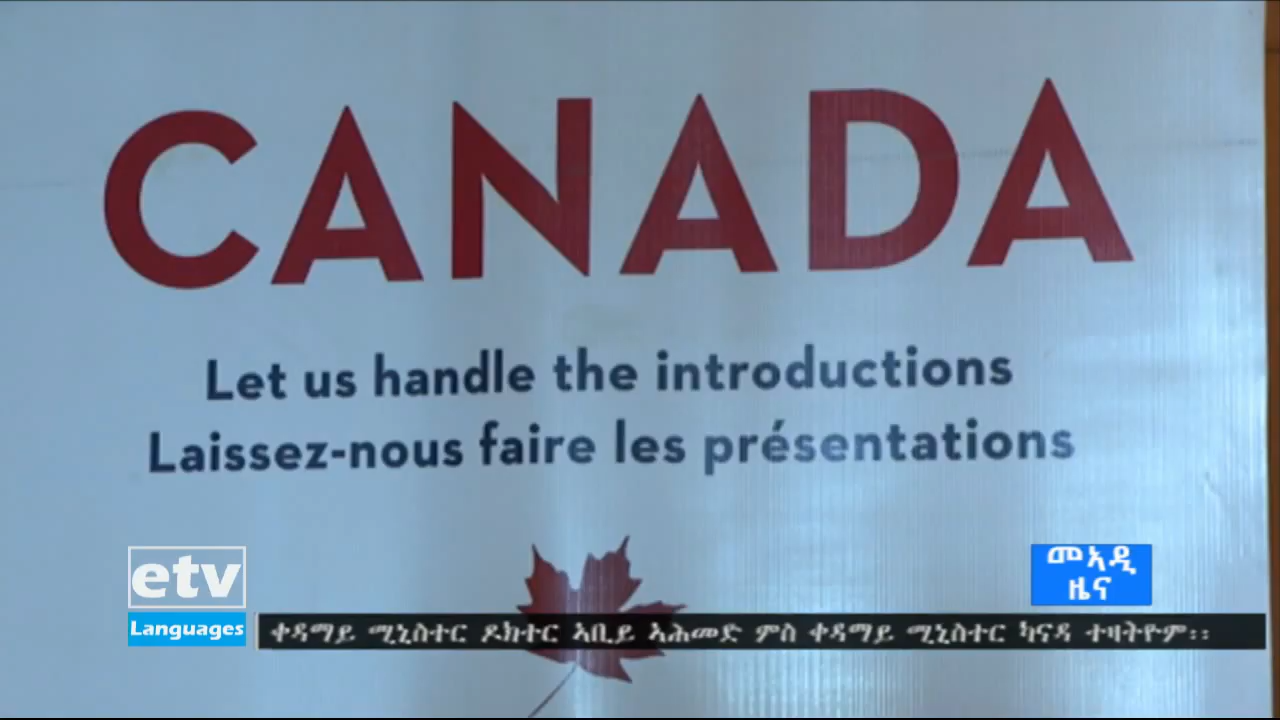 CANADA
Let us handle the introductions
Laissez-nous faire les présentations
etv
Languages
መኣዲ
ዜና
ቀዳማይ ሚኒስተር ዶክተር ኣቢይ ኣሕመድ ምስ ቀዳማይ ሚኒስተር ካናዳ ተዛትዮም፡፡